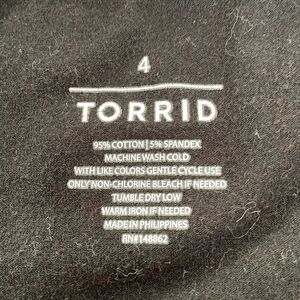 4
TORRID
95% COTTON | 5% SPANDEX
MACHINE WASH COLD
WITH LIKE COLORS GENTLE CYCLE USE
ONLY NON-CHLORINE BLEACH IF NEEDED
TUMBLE DRY LOW
WARM IRON IF NEEDED
MADE IN PHILIPPINES
RN#148862